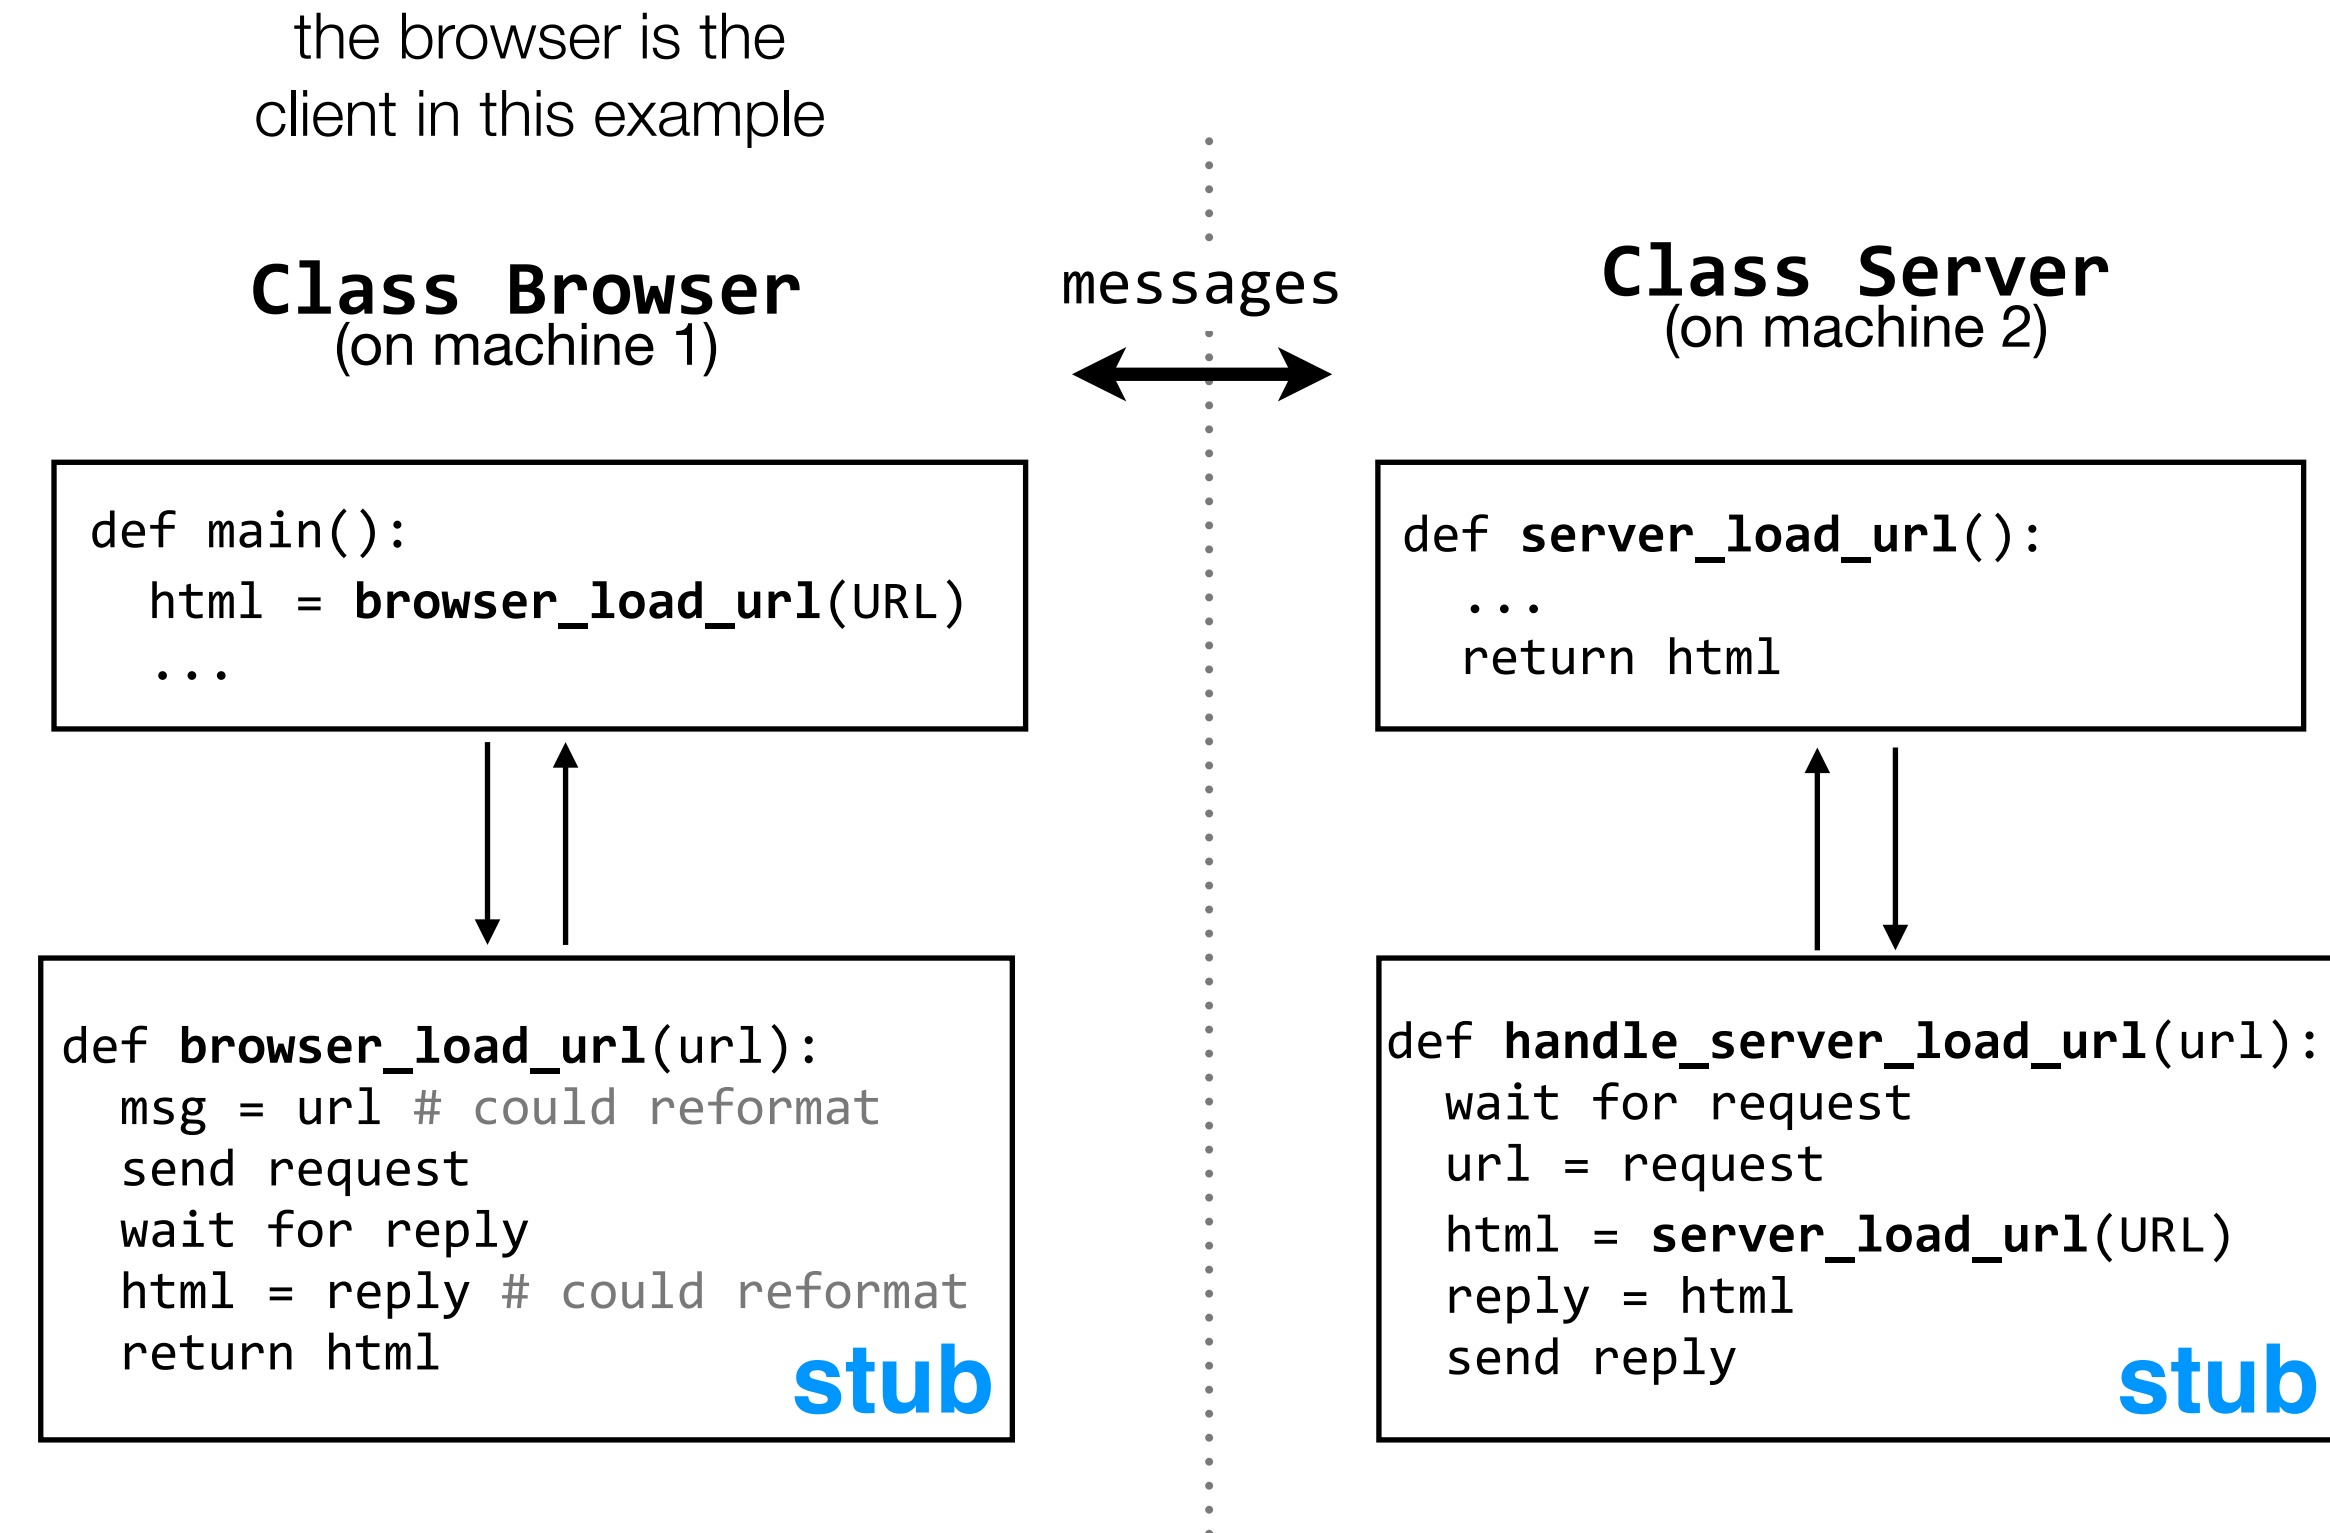 the browser is the
client in this example
Class Browser
(on machine 1)
messages
Class Server
(on machine 2)
def main():
html = browser_load_url(URL)
...
def server_load_url():
...
return html
def browser_load_url(url):
msg = url # could reformat
send request
wait for reply
html = reply # could reformat
return html
stub
def handle_server_load_url(url):
wait for request
url = request
html = server_load_url(URL)
reply = html
send reply
stub